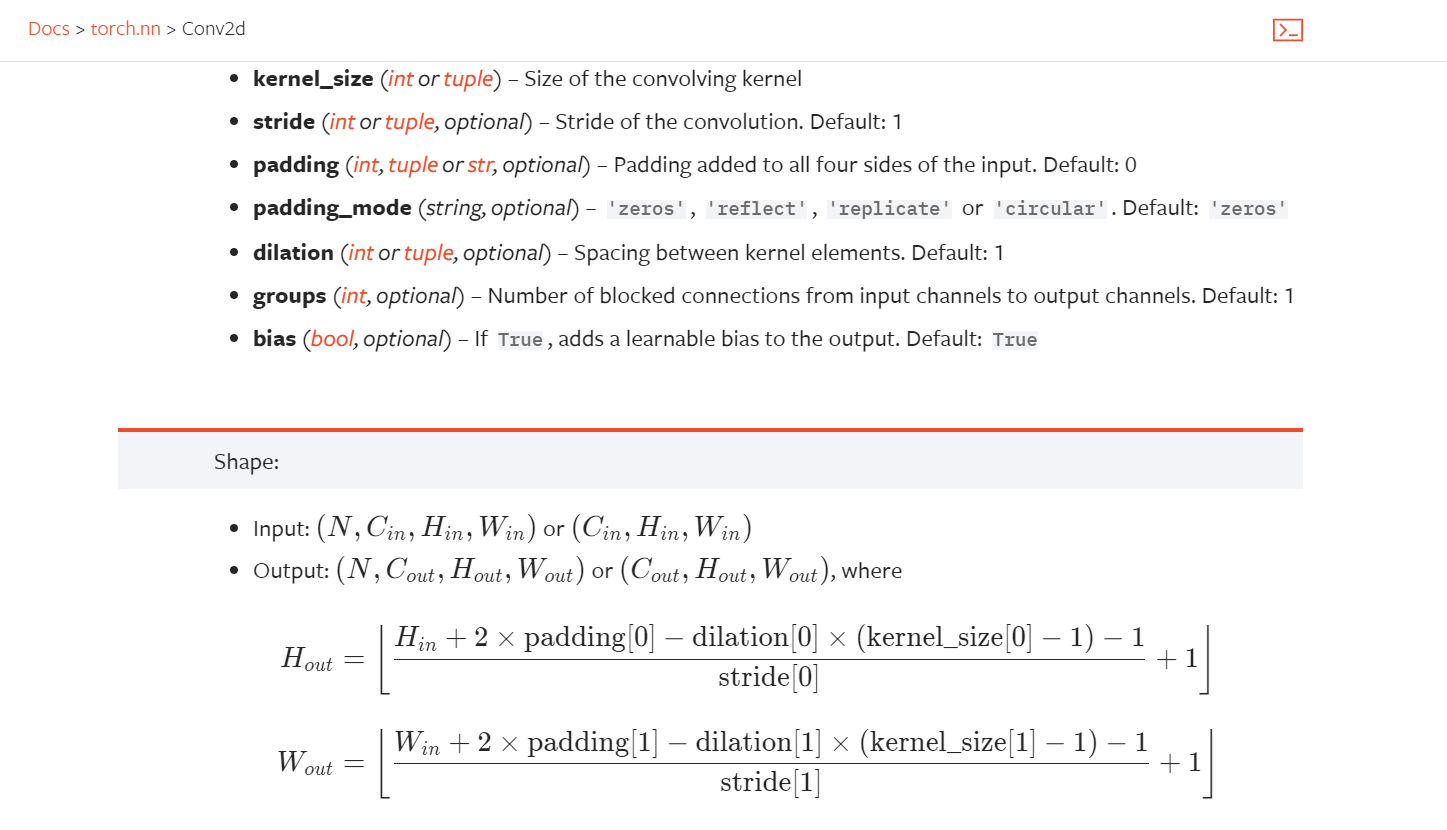 Docs > torch.nn > Conv2d
• kernel_size (int or tuple) – Size of the convolving kernel
• stride (int or tuple, optional) – Stride of the convolution. Default: 1
• padding (int, tuple or str, optional) – Padding added to all four sides of the input. Default: 0
• padding_mode (string, optional) – 'zeros', 'reflect', 'replicate' or 'circular'. Default: 'zeros'
• dilation (int or tuple, optional) – Spacing between kernel elements. Default: 1
• groups (int, optional) – Number of blocked connections from input channels to output channels. Default: 1
• bias (bool, optional) – If True, adds a learnable bias to the output. Default: True
Shape:
• Input: $(N, C_{in}, H_{in}, W_{in})$ or $(C_{in}, H_{in}, W_{in})$
• Output: $(N, C_{out}, H_{out}, W_{out})$ or $(C_{out}, H_{out}, W_{out})$, where
$H_{out} = \left\lfloor \frac{H_{in} + 2 \times \text{padding}[0] - \text{dilation}[0] \times (\text{kernel\_size}[0] - 1) - 1}{\text{stride}[0]} + 1 \right\rfloor$
$W_{out} = \left\lfloor \frac{W_{in} + 2 \times \text{padding}[1] - \text{dilation}[1] \times (\text{kernel\_size}[1] - 1) - 1}{\text{stride}[1]} + 1 \right\rfloor$